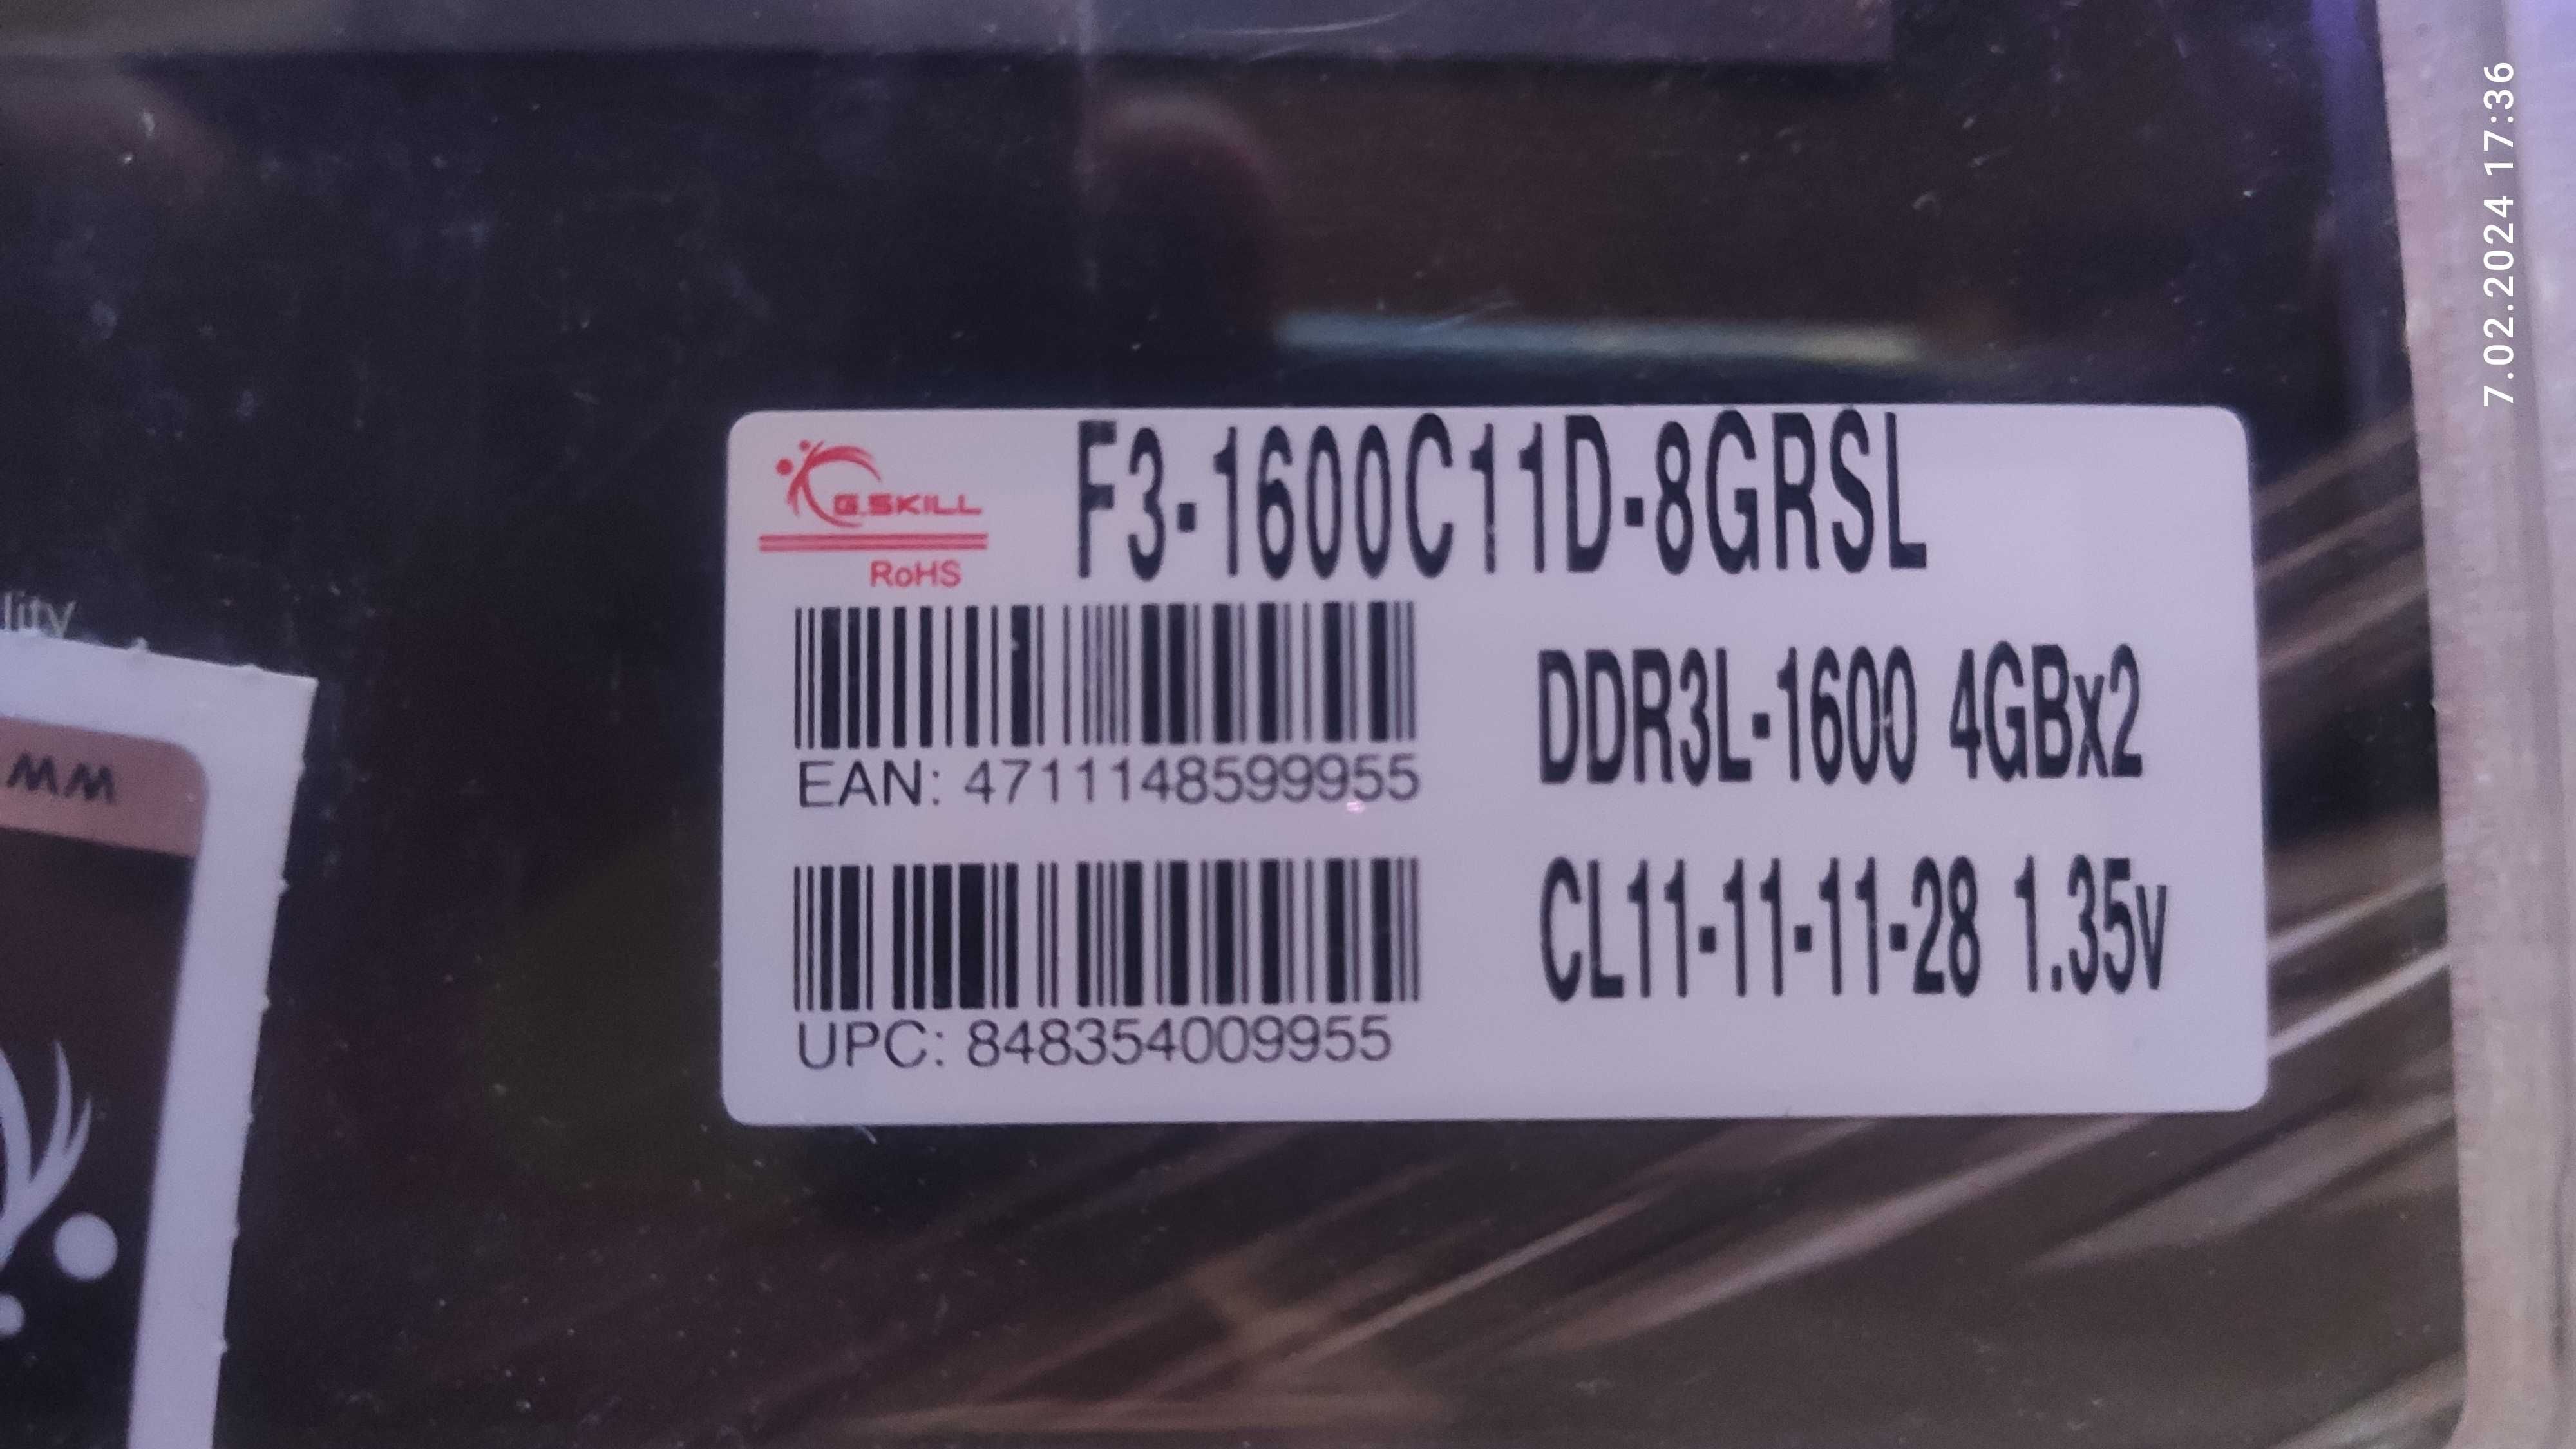 G.SKILL
RoHS
F3-1600C11D-8GRSL
EAN: 4711148599955
DDR3L-1600 4GBx2
CL11-11-11-28 1.35v
UPC: 848354009955
lity
7.02.2024 17:36